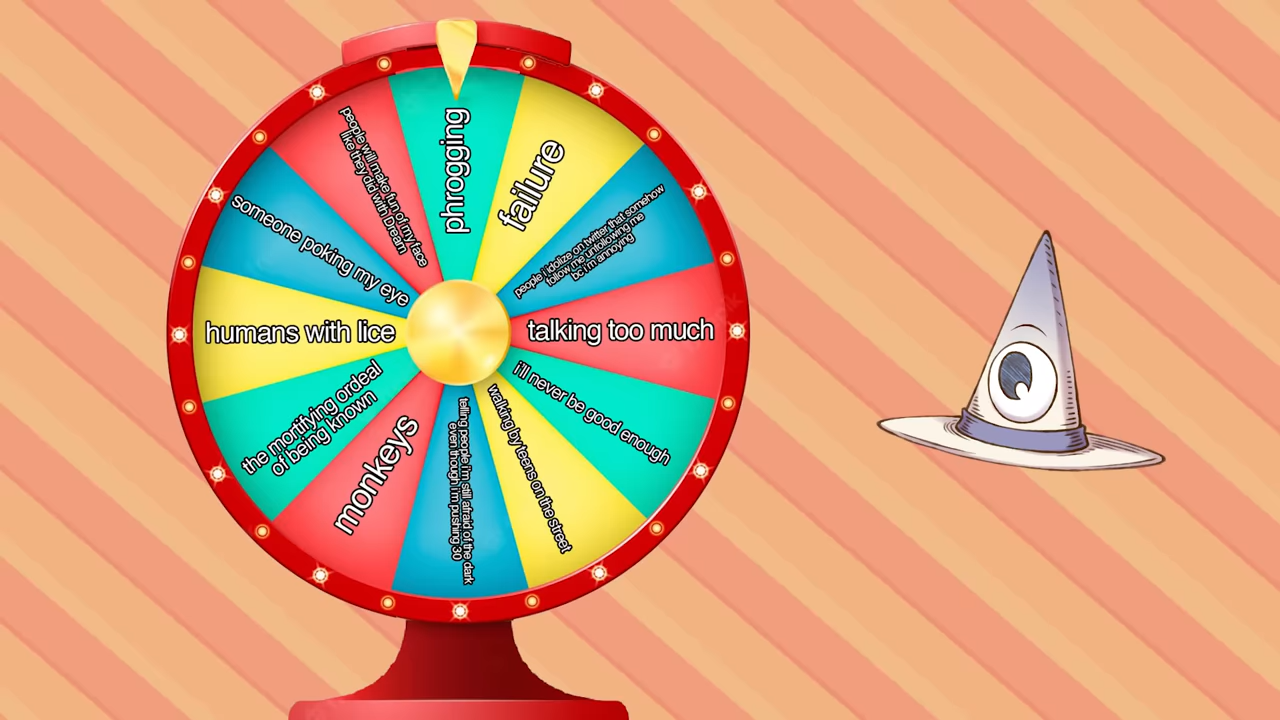 phrogging
failure
people i idolize on twitter that somehow
follow me unfollowing me
bc i'm annoying
talking too much
i'll never be good enough
walking by teens on the street
telling people i'm still afraid of the dark
even though i'm pushing 30
monkeys
the mortifying ordeal
of being known
humans with lice
someone poking my eye
people will make fun of my face
like they did with Dream